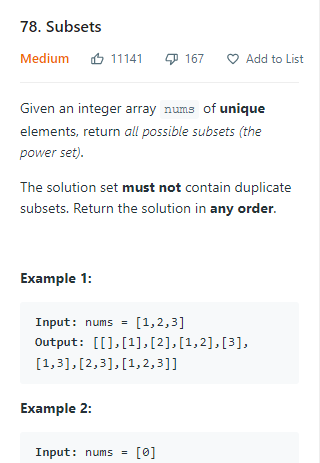 78. Subsets
Medium 11141 167 Add to List
Given an integer array nums of unique
elements, return all possible subsets (the
power set).
The solution set must not contain duplicate
subsets. Return the solution in any order.
Example 1:
Input: nums = [1,2,3]
Output: [[],[1],[2],[1,2],[3],
[1,3],[2,3],[1,2,3]]
Example 2:
Input: nums = [0]